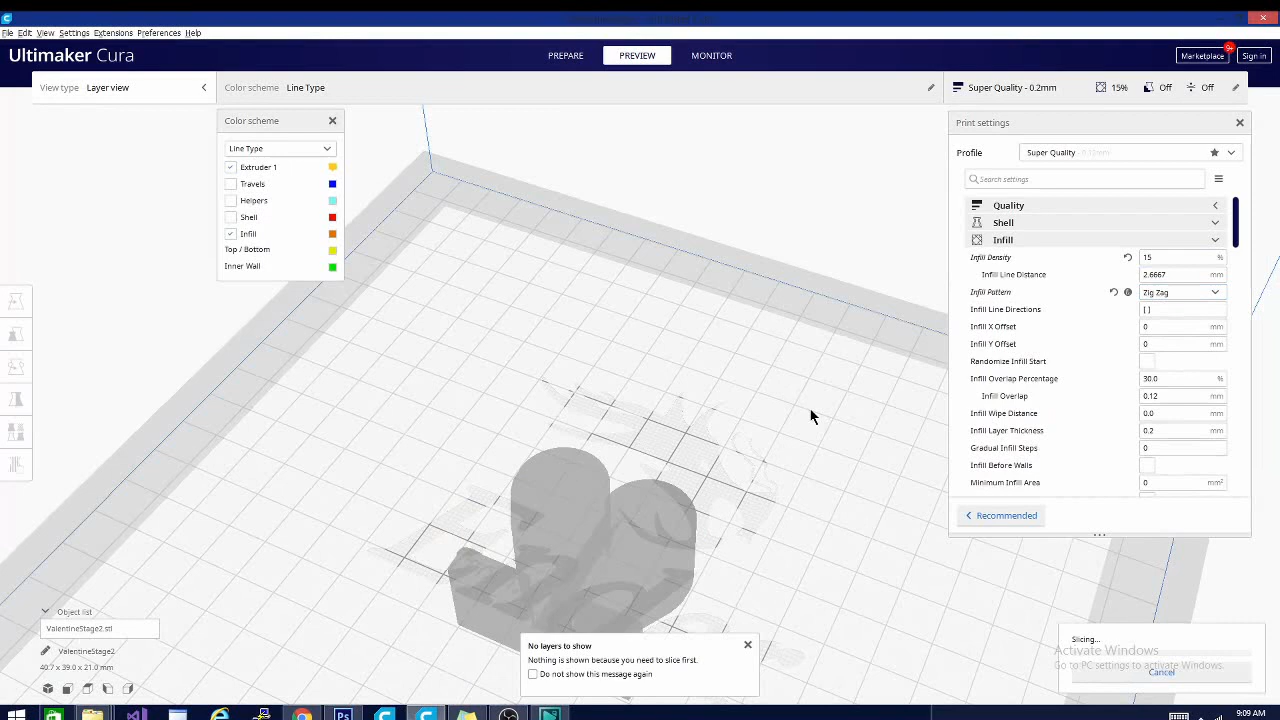 File Edit View Settings Extensions Preferences Help
Ultimaker Cura
PREPARE PREVIEW MONITOR
Marketplace 9+ Sign in
View type Layer view
Color scheme Line Type
Super Quality - 0.2mm 15% Off Off
Color scheme
Line Type
Extruder 1
Travels
Helpers
Shell
Infill
Top / Bottom
Inner Wall
Print settings
Profile Super Quality - 0.12mm
Search settings
Quality
Shell
Infill
Infill Density 15 %
Infill Line Distance 2.6667 mm
Infill Pattern Zig Zag
Infill Line Directions [ ]
Infill X Offset 0 mm
Infill Y Offset 0 mm
Randomize Infill Start
Infill Overlap Percentage 30.0 %
Infill Overlap 0.12 mm
Infill Wipe Distance 0.0 mm
Infill Layer Thickness 0.2 mm
Gradual Infill Steps 0
Infill Before Walls
Minimum Infill Area 0 mm²
Recommended
Object list
ValentineStage2.stl
ValentineStage2
40.7 x 39.0 x 21.0 mm
No layers to show
Nothing is shown because you need to slice first.
Do not show this message again
Slicing...
Activate Windows
Go to PC settings to activate Windows.
Cancel
9:09 AM